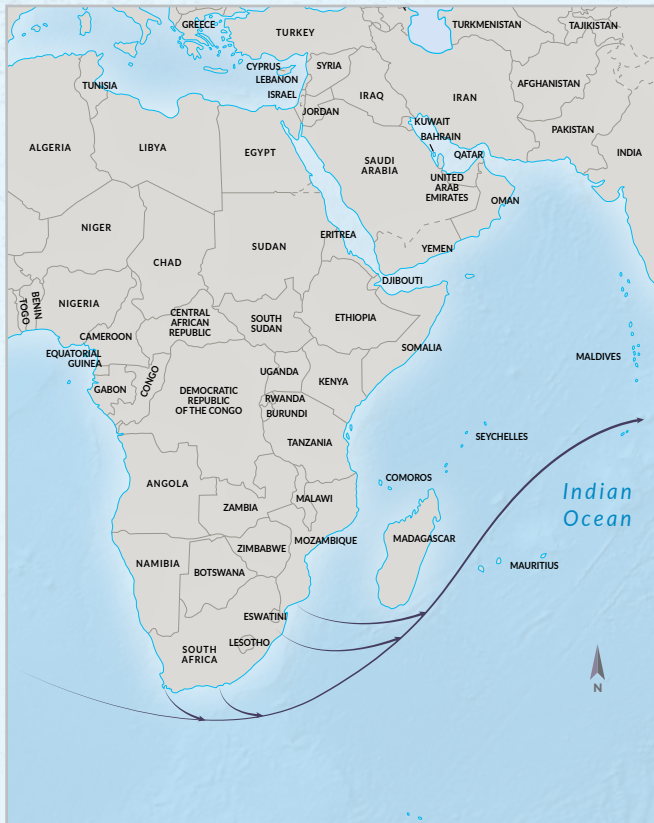 GREECE
TURKEY
TURKMENISTAN
TAJIKISTAN
CYPRUS
SYRIA
LEBANON
ISRAEL
TUNISIA
IRAQ
IRAN
AFGHANISTAN
JORDAN
KUWAIT
BAHRAIN
PAKISTAN
ALGERIA
LIBYA
EGYPT
SAUDI
ARABIA
QATAR
INDIA
UNITED
ARAB
EMIRATES
OMAN
NIGER
CHAD
SUDAN
ERITREA
YEMEN
DJIBOUTI
TOGO
BENIN
NIGERIA
CENTRAL
AFRICAN
REPUBLIC
SOUTH
SUDAN
ETHIOPIA
CAMEROON
SOMALIA
EQUATORIAL
GUINEA
MALDIVES
GABON
CONGO
DEMOCRATIC
REPUBLIC
OF THE CONGO
UGANDA
KENYA
RWANDA
BURUNDI
TANZANIA
SEYCHELLES
ANGOLA
COMOROS
Indian
Ocean
ZAMBIA
MALAWI
MOZAMBIQUE
MADAGASCAR
ZIMBABWE
NAMIBIA
BOTSWANA
MAURITIUS
ESWATINI
LESOTHO
SOUTH
AFRICA
N